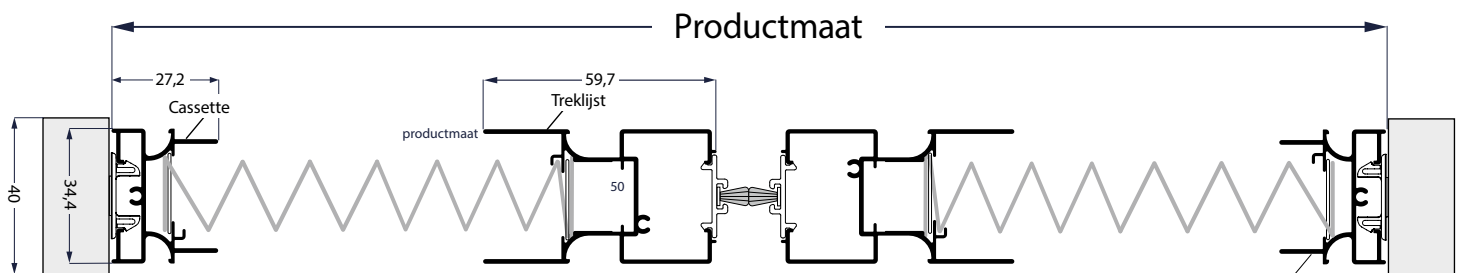 Productmaat
27,2
59,7
Cassette
Treklijst
productmaat
40
34,4
50